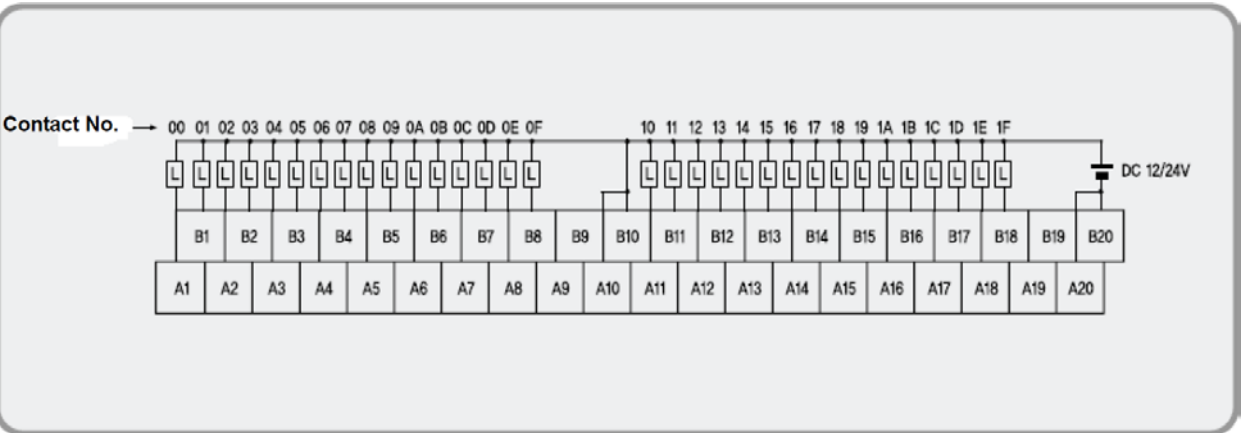 Contact No. 00 01 02 03 04 05 06 07 08 09 0A 0B 0C 0D 0E 0F 10 11 12 13 14 15 16 17 18 19 1A 1B 1C 1D 1E 1F
L L L L L L L L L L L L L L L L L L L L L L L L L L L L L L L L DC 12/24V
B1 B2 B3 B4 B5 B6 B7 B8 B9 B10 B11 B12 B13 B14 B15 B16 B17 B18 B19 B20
A1 A2 A3 A4 A5 A6 A7 A8 A9 A10 A11 A12 A13 A14 A15 A16 A17 A18 A19 A20